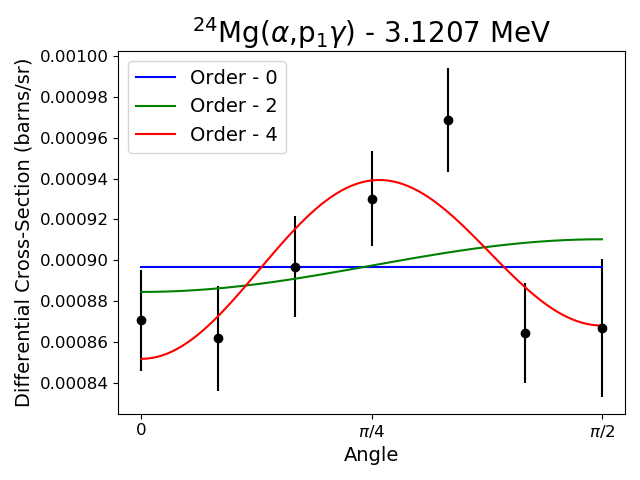 ²⁴Mg(α,p₁γ) - 3.1207 MeV
Differential Cross-Section (barns/sr)
0.00100
0.00098
0.00096
0.00094
0.00092
0.00090
0.00088
0.00086
0.00084
Order - 0
Order - 2
Order - 4
0 π/4 π/2
Angle